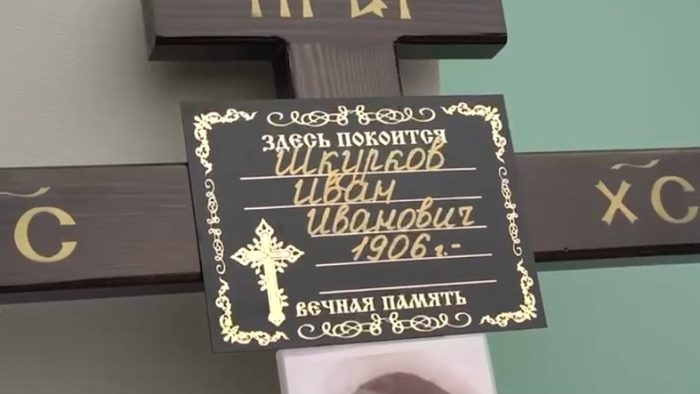 ЗДЕСЬ ПОКОИТСЯ
Шкурков
Иван
Иванович
1906 г.-
ВЕЧНАЯ ПАМЯТЬ
С
ХС